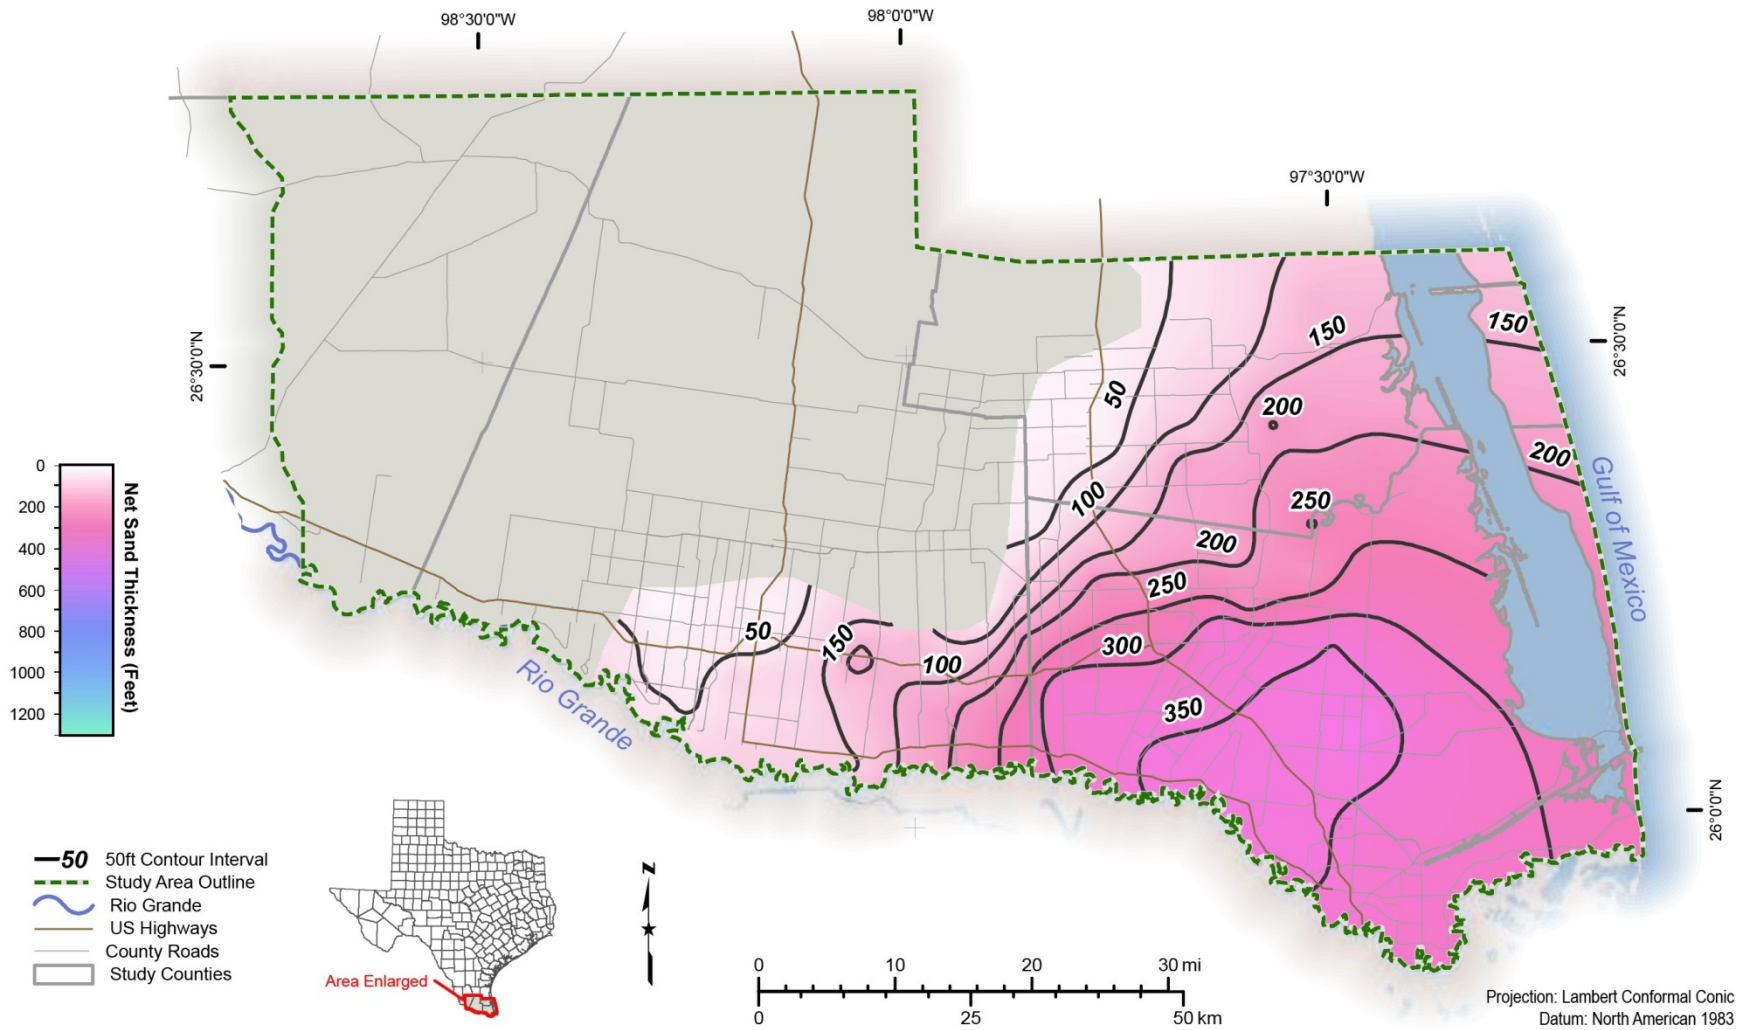 98°30'0"W
98°0'0"W
97°30'0"W
26°30'0"N
26°30'0"N
26°0'0"N
150
150
50
200
200
100
250
200
250
50
150
100
300
350
Gulf of Mexico
Rio Grande
0
200
400
600
800
1000
1200
Net Sand Thickness (Feet)
50 50ft Contour Interval
Study Area Outline
Rio Grande
US Highways
County Roads
Study Counties
Area Enlarged
N
0 10 20 30 mi
0 25 50 km
Projection: Lambert Conformal Conic
Datum: North American 1983